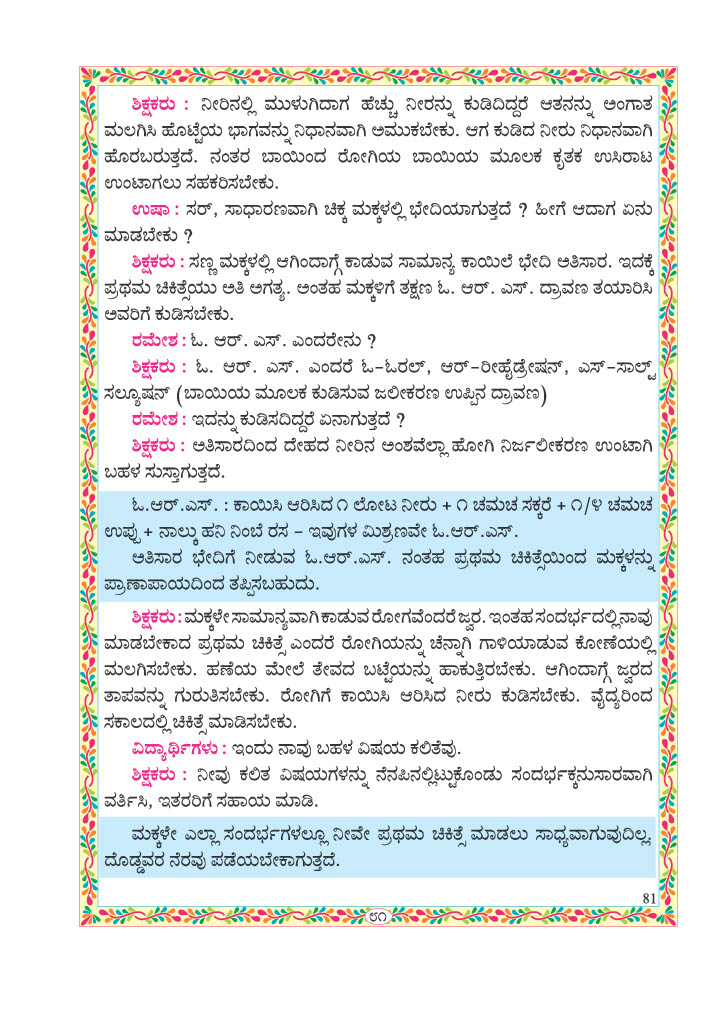 ಶಿಕ್ಷಕರು : ನೀರಿನಲ್ಲಿ ಮುಳುಗಿದಾಗ ಹೆಚ್ಚು ನೀರನ್ನು ಕುಡಿದಿದ್ದರೆ ಆತನನ್ನು ಅಂಗಾತ
ಮಲಗಿಸಿ ಹೊಟ್ಟೆಯ ಭಾಗವನ್ನು ನಿಧಾನವಾಗಿ ಅಮುಕಬೇಕು. ಆಗ ಕುಡಿದ ನೀರು ನಿಧಾನವಾಗಿ
ಹೊರಬರುತ್ತದೆ. ನಂತರ ಬಾಯಿಂದ ರೋಗಿಯ ಬಾಯಿಯ ಮೂಲಕ ಕೃತಕ ಉಸಿರಾಟ
ಉಂಟಾಗಲು ಸಹಕರಿಸಬೇಕು.
ಉಷಾ : ಸರ್, ಸಾಧಾರಣವಾಗಿ ಚಿಕ್ಕ ಮಕ್ಕಳಲ್ಲಿ ಭೇದಿಯಾಗುತ್ತದೆ ? ಹೀಗೆ ಆದಾಗ ಏನು
ಮಾಡಬೇಕು ?
ಶಿಕ್ಷಕರು : ಸಣ್ಣ ಮಕ್ಕಳಲ್ಲಿ ಆಗಿಂದಾಗ್ಗೆ ಕಾಡುವ ಸಾಮಾನ್ಯ ಕಾಯಿಲೆ ಭೇದಿ ಅತಿಸಾರ. ಇದಕ್ಕೆ
ಪ್ರಥಮ ಚಿಕಿತ್ಸೆಯು ಅತಿ ಅಗತ್ಯ. ಅಂತಹ ಮಕ್ಕಳಿಗೆ ತಕ್ಷಣ ಓ. ಆರ್. ಎಸ್. ದ್ರಾವಣ ತಯಾರಿಸಿ
ಅವರಿಗೆ ಕುಡಿಸಬೇಕು.
ರಮೇಶ : ಓ. ಆರ್. ಎಸ್. ಎಂದರೇನು ?
ಶಿಕ್ಷಕರು : ಓ. ಆರ್. ಎಸ್. ಎಂದರೆ ಓ–ಓರಲ್, ಆರ್–ರೀಹೈಡ್ರೇಷನ್, ಎಸ್–ಸಾಲ್ಟ್
ಸಲ್ಯೂಷನ್ (ಬಾಯಿಯ ಮೂಲಕ ಕುಡಿಸುವ ಜಲೀಕರಣ ಉಪ್ಪಿನ ದ್ರಾವಣ)
ರಮೇಶ : ಇದನ್ನು ಕುಡಿಸದಿದ್ದರೆ ಏನಾಗುತ್ತದೆ ?
ಶಿಕ್ಷಕರು : ಅತಿಸಾರದಿಂದ ದೇಹದ ನೀರಿನ ಅಂಶವೆಲ್ಲಾ ಹೋಗಿ ನಿರ್ಜಲೀಕರಣ ಉಂಟಾಗಿ
ಬಹಳ ಸುಸ್ತಾಗುತ್ತದೆ.
ಓ.ಆರ್.ಎಸ್. : ಕಾಯಿಸಿ ಆರಿಸಿದ ೧ ಲೋಟ ನೀರು + ೧ ಚಮಚ ಸಕ್ಕರೆ + ೧/೪ ಚಮಚ
ಉಪ್ಪು + ನಾಲ್ಕು ಹನಿ ನಿಂಬೆ ರಸ – ಇವುಗಳ ಮಿಶ್ರಣವೇ ಓ.ಆರ್.ಎಸ್.
ಅತಿಸಾರ ಭೇದಿಗೆ ನೀಡುವ ಓ.ಆರ್.ಎಸ್. ನಂತಹ ಪ್ರಥಮ ಚಿಕಿತ್ಸೆಯಿಂದ ಮಕ್ಕಳನ್ನು
ಪ್ರಾಣಾಪಾಯದಿಂದ ತಪ್ಪಿಸಬಹುದು.
ಶಿಕ್ಷಕರು : ಮಕ್ಕಳೇ ಸಾಮಾನ್ಯವಾಗಿ ಕಾಡುವ ರೋಗವೆಂದರೆ ಜ್ವರ. ಇಂತಹ ಸಂದರ್ಭದಲ್ಲಿ ನಾವು
ಮಾಡಬೇಕಾದ ಪ್ರಥಮ ಚಿಕಿತ್ಸೆ ಎಂದರೆ ರೋಗಿಯನ್ನು ಚೆನ್ನಾಗಿ ಗಾಳಿಯಾಡುವ ಕೋಣೆಯಲ್ಲಿ
ಮಲಗಿಸಬೇಕು. ಹಣೆಯ ಮೇಲೆ ತೇವದ ಬಟ್ಟೆಯನ್ನು ಹಾಕುತ್ತಿರಬೇಕು. ಆಗಿಂದಾಗ್ಗೆ ಜ್ವರದ
ತಾಪವನ್ನು ಗುರುತಿಸಬೇಕು. ರೋಗಿಗೆ ಕಾಯಿಸಿ ಆರಿಸಿದ ನೀರು ಕುಡಿಸಬೇಕು. ವೈದ್ಯರಿಂದ
ಸಕಾಲದಲ್ಲಿ ಚಿಕಿತ್ಸೆ ಮಾಡಿಸಬೇಕು.
ವಿದ್ಯಾರ್ಥಿಗಳು : ಇಂದು ನಾವು ಬಹಳ ವಿಷಯ ಕಲಿತೆವು.
ಶಿಕ್ಷಕರು : ನೀವು ಕಲಿತ ವಿಷಯಗಳನ್ನು ನೆನಪಿನಲ್ಲಿಟ್ಟುಕೊಂಡು ಸಂದರ್ಭಕ್ಕನುಸಾರವಾಗಿ
ವರ್ತಿಸಿ, ಇತರರಿಗೆ ಸಹಾಯ ಮಾಡಿ.
ಮಕ್ಕಳೇ ಎಲ್ಲಾ ಸಂದರ್ಭಗಳಲ್ಲೂ ನೀವೇ ಪ್ರಥಮ ಚಿಕಿತ್ಸೆ ಮಾಡಲು ಸಾಧ್ಯವಾಗುವುದಿಲ್ಲ.
ದೊಡ್ಡವರ ನೆರವು ಪಡೆಯಬೇಕಾಗುತ್ತದೆ.
81
೮೧